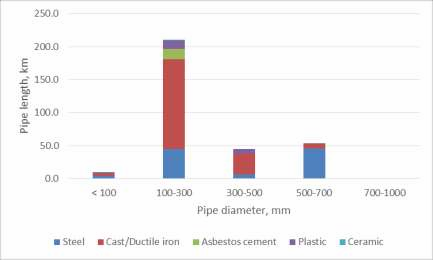 250.0
200.0
150.0
100.0
50.0
0.0
Pipe length, km
< 100
100-300
300-500
500-700
700-1000
Pipe diameter, mm
Steel
Cast/Ductile iron
Asbestos cement
Plastic
Ceramic